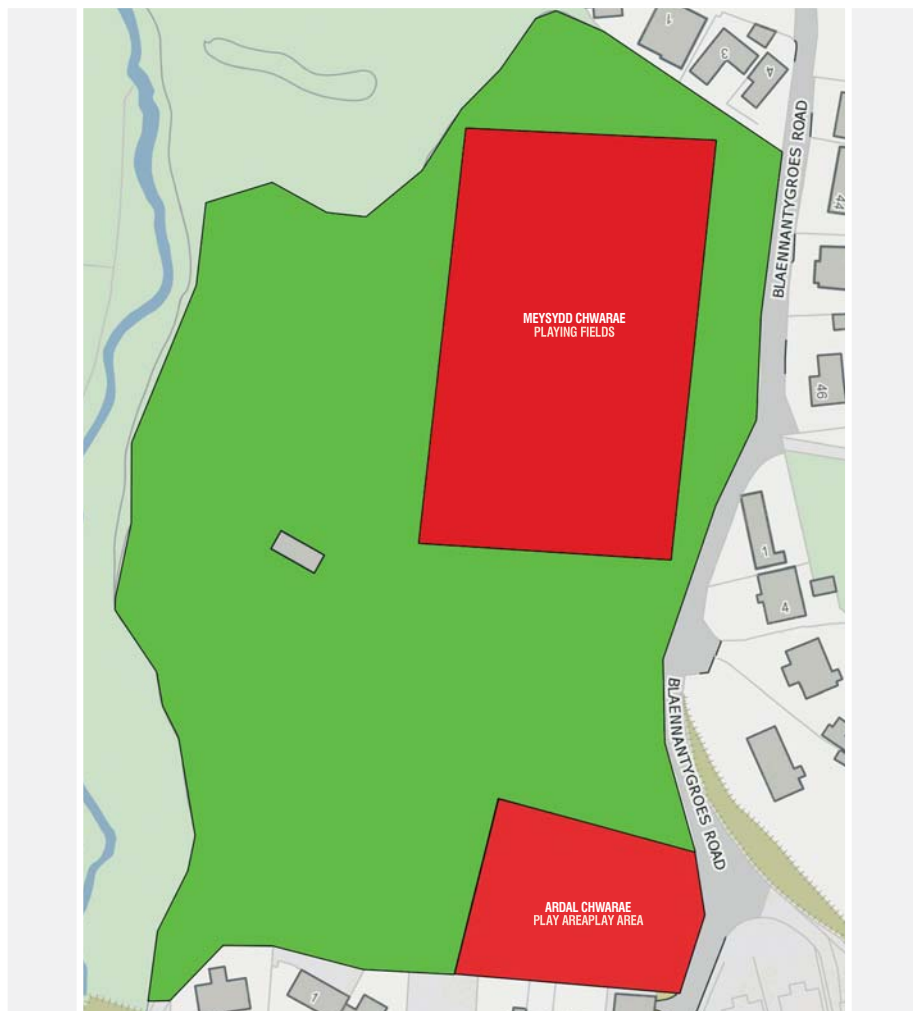 1
3
4
BLAENNANTYGROES ROAD
44
MEYSYDD CHWARAE
PLAYING FIELDS
46
1
4
BLAENNANTYGROES ROAD
ARDAL CHWARAE
PLAY AREAPLAY AREA
1